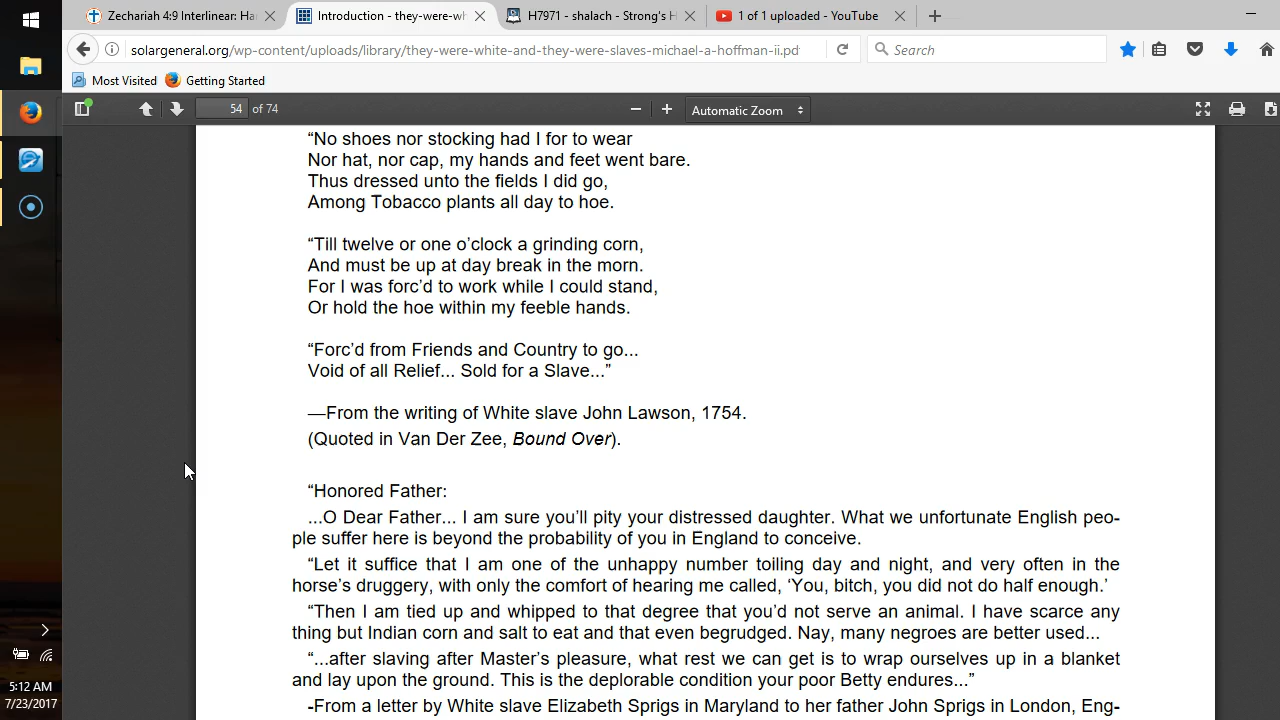 Zechariah 4:9 Interlinear: Ha
Introduction - they-were-wh
H7971 - shalach - Strong's H
1 of 1 uploaded - YouTube
solargeneral.org/wp-content/uploads/library/they-were-white-and-they-were-slaves-michael-a-hoffman-ii.pd
Search
Most Visited
Getting Started
54 of 74
Automatic Zoom
“No shoes nor stocking had I for to wear
Nor hat, nor cap, my hands and feet went bare.
Thus dressed unto the fields I did go,
Among Tobacco plants all day to hoe.
“Till twelve or one o’clock a grinding corn,
And must be up at day break in the morn.
For I was forc’d to work while I could stand,
Or hold the hoe within my feeble hands.
“Forc’d from Friends and Country to go...
Void of all Relief... Sold for a Slave...”
—From the writing of White slave John Lawson, 1754.
(Quoted in Van Der Zee, Bound Over).
“Honored Father:
...O Dear Father... I am sure you’ll pity your distressed daughter. What we unfortunate English peo-
ple suffer here is beyond the probability of you in England to conceive.
“Let it suffice that I am one of the unhappy number toiling day and night, and very often in the
horse’s druggery, with only the comfort of hearing me called, ‘You, bitch, you did not do half enough.’
“Then I am tied up and whipped to that degree that you’d not serve an animal. I have scarce any
thing but Indian corn and salt to eat and that even begrudged. Nay, many negroes are better used...
“...after slaving after Master’s pleasure, what rest we can get is to wrap ourselves up in a blanket
and lay upon the ground. This is the deplorable condition your poor Betty endures...”
-From a letter by White slave Elizabeth Sprigs in Maryland to her father John Sprigs in London, Eng-
5:12 AM
7/23/2017